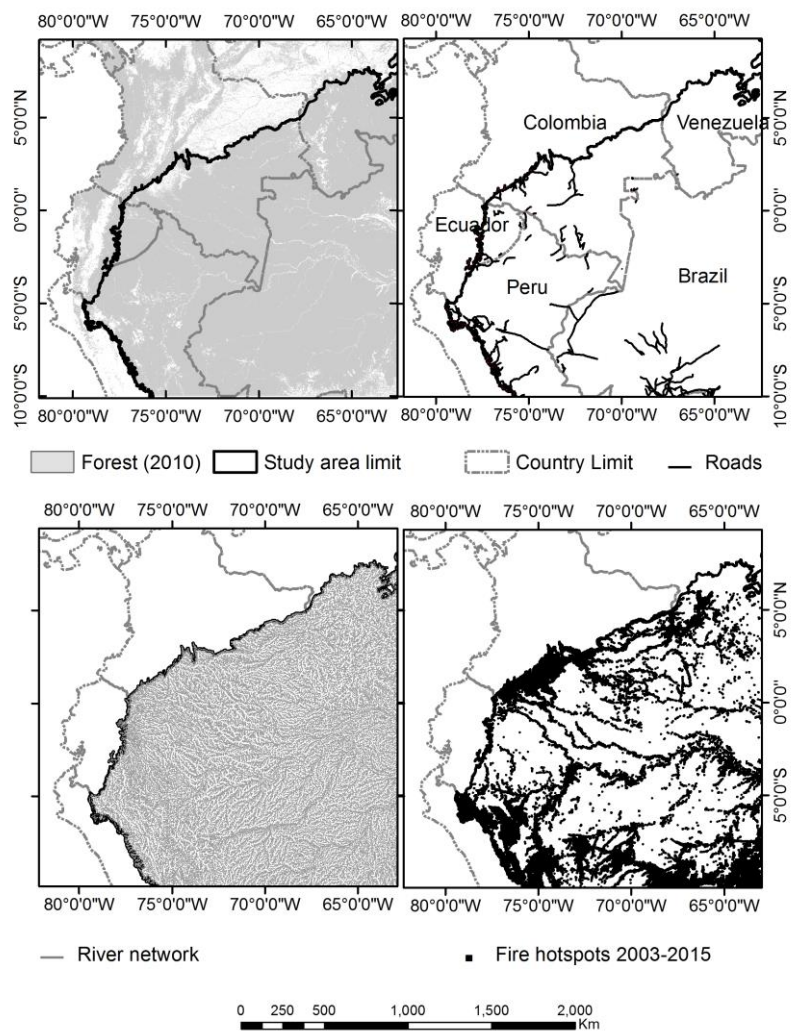 80°0'0"W 75°0'0"W 70°0'0"W 65°0'0"W 80°0'0"W 75°0'0"W 70°0'0"W 65°0'0"W
5°0'0"N
0°0'0"
5°0'0"S
10°0'0"S
Colombia
Venezuela
Ecuador
Peru
Brazil
5°0'0"N
0°0'0"
5°0'0"S
10°0'0"S
80°0'0"W 75°0'0"W 70°0'0"W 65°0'0"W 80°0'0"W 75°0'0"W 70°0'0"W 65°0'0"W
Forest (2010) Study area limit Country Limit Roads
80°0'0"W 75°0'0"W 70°0'0"W 65°0'0"W 80°0'0"W 75°0'0"W 70°0'0"W 65°0'0"W
5°0'0"N
0°0'0"
5°0'0"S
80°0'0"W 75°0'0"W 70°0'0"W 65°0'0"W 80°0'0"W 75°0'0"W 70°0'0"W 65°0'0"W
River network Fire hotspots 2003-2015
0 250 500 1,000 1,500 2,000
Km